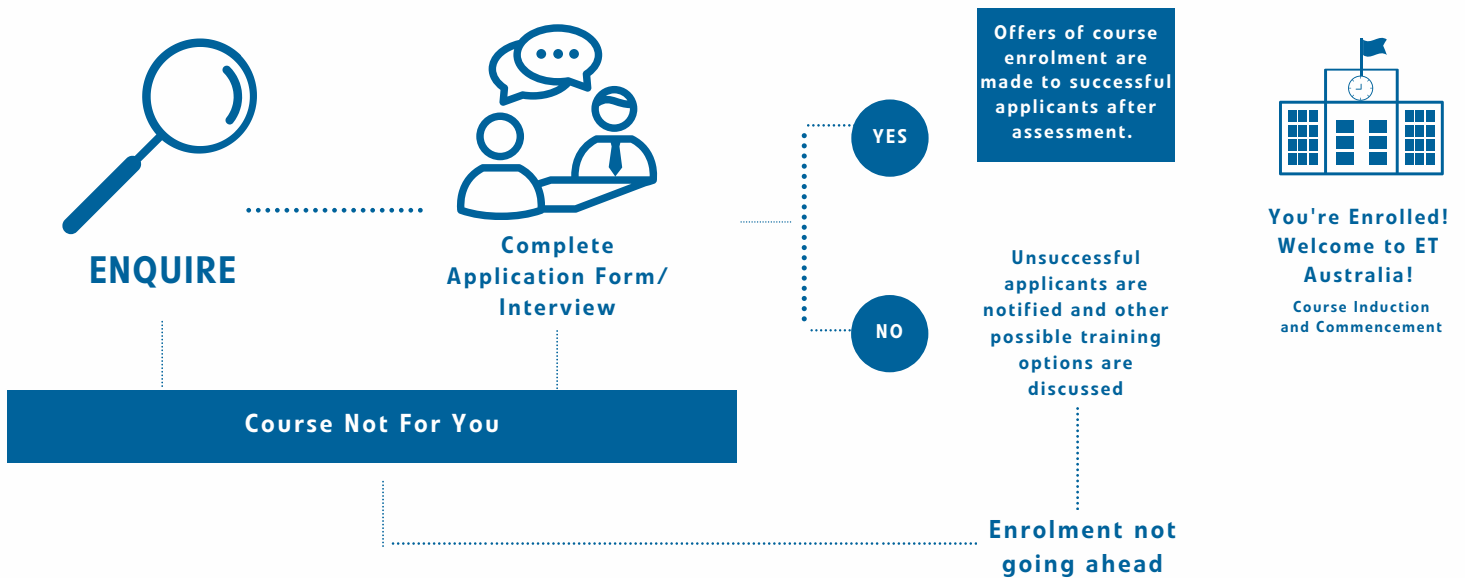 ENQUIRE
Complete
Application Form/
Interview
YES
NO
Offers of course
enrolment are
made to successful
applicants after
assessment.
Unsuccessful
applicants are
notified and other
possible training
options are
discussed
You're Enrolled!
Welcome to ET
Australia!
Course Induction
and Commencement
Course Not For You
Enrolment not
going ahead